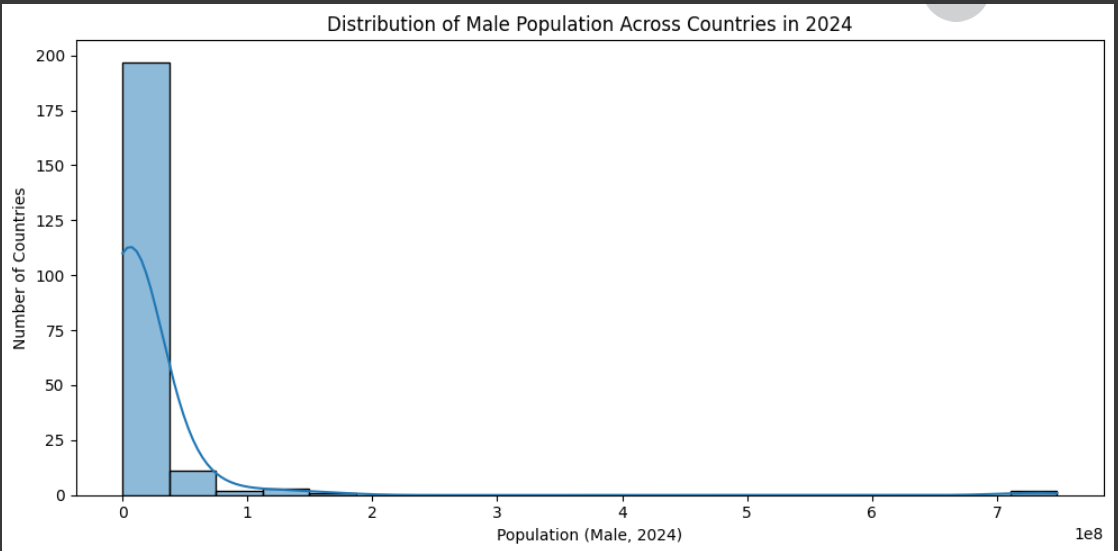 Distribution of Male Population Across Countries in 2024
Number of Countries
200
175
150
125
100
75
50
25
0
0 1 2 3 4 5 6 7
1e8
Population (Male, 2024)